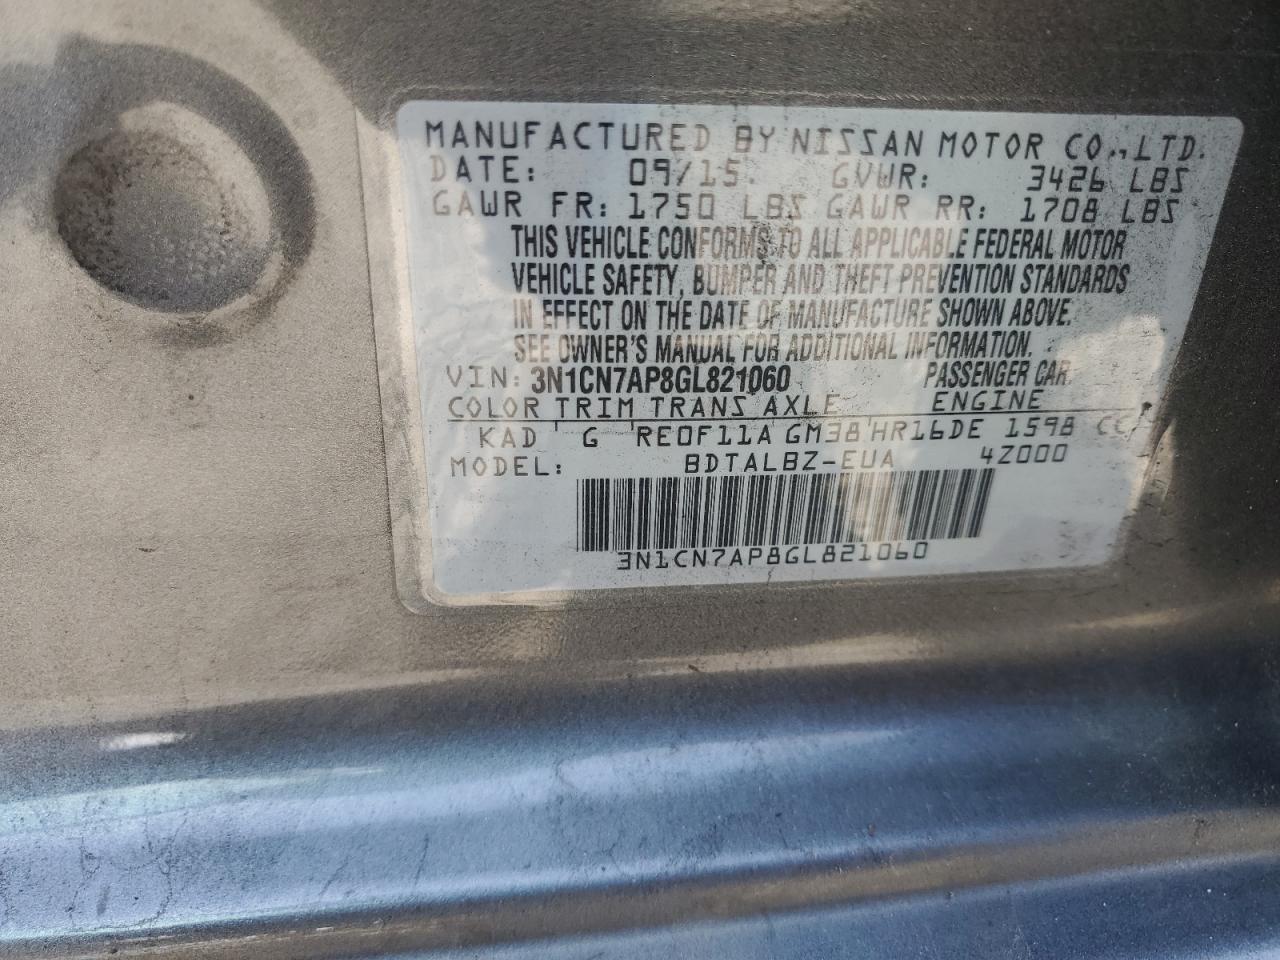 MANUFACTURED BY NISSAN MOTOR CO.,LTD.
DATE: 09/15 GVWR: 3426 LBS
GAWR FR: 1750 LBS GAWR RR: 1708 LBS
THIS VEHICLE CONFORMS TO ALL APPLICABLE FEDERAL MOTOR
VEHICLE SAFETY, BUMPER AND THEFT PREVENTION STANDARDS
IN EFFECT ON THE DATE OF MANUFACTURE SHOWN ABOVE.
SEE OWNER'S MANUAL FOR ADDITIONAL INFORMATION.
VIN: 3N1CN7AP8GL821060 PASSENGER CAR
COLOR TRIM TRANS AXLE ENGINE
KAD G RE0F11A GM38 HR16DE 1598 CC
MODEL: BDTALBZ-EUA 4Z000
3N1CN7AP8GL821060